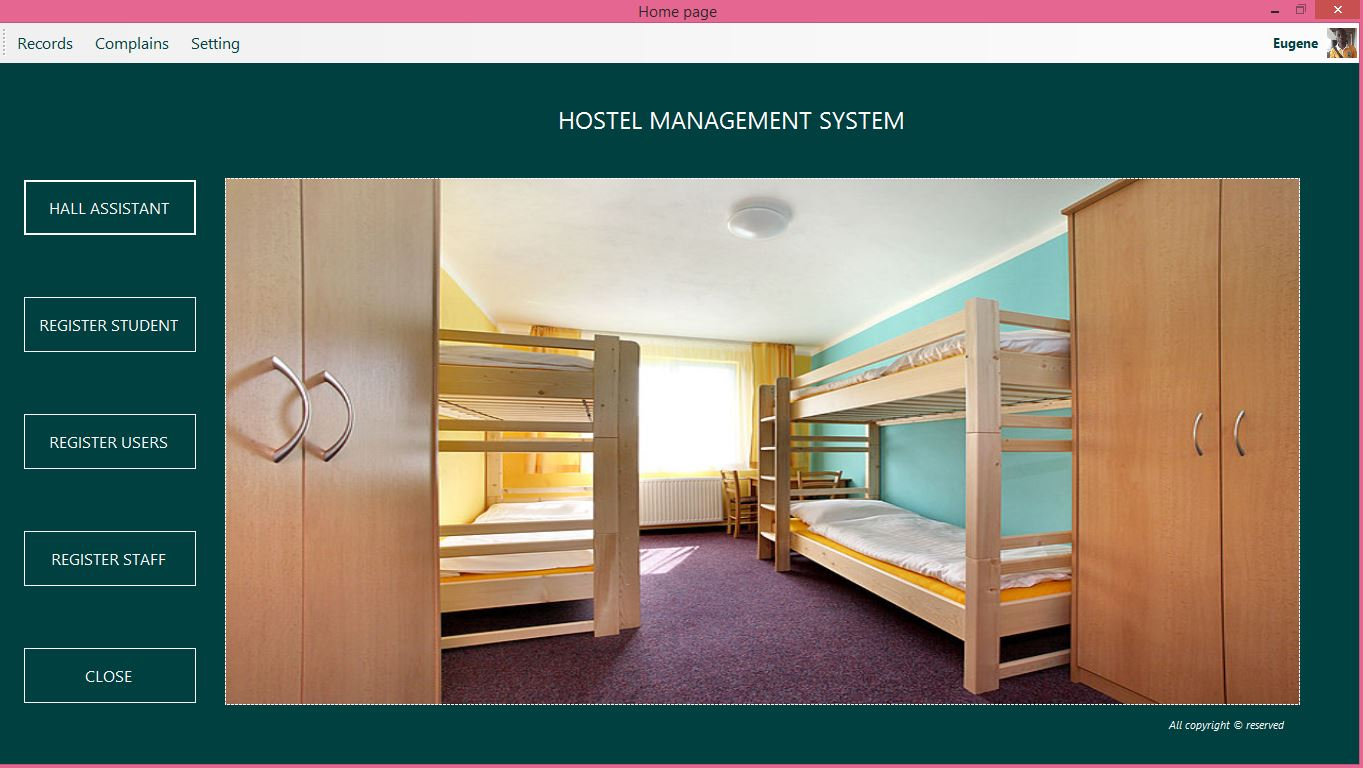 Home page
Records Complains Setting Eugene
HOSTEL MANAGEMENT SYSTEM
HALL ASSISTANT
REGISTER STUDENT
REGISTER USERS
REGISTER STAFF
CLOSE
All copyright © reserved